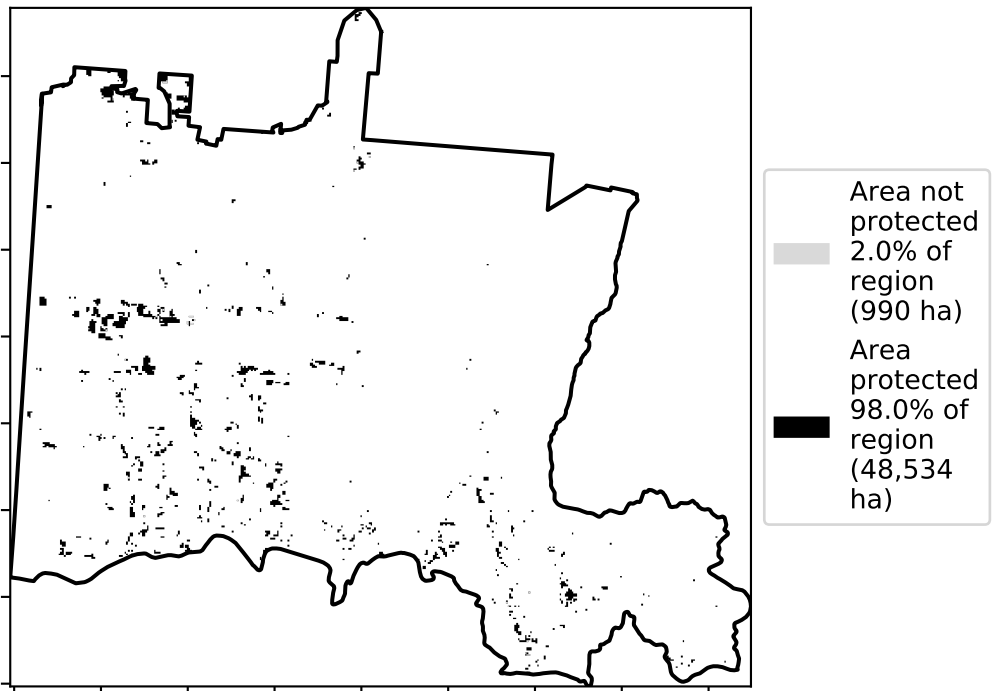 Area not
protected
2.0% of
region
(990 ha)
Area
protected
98.0% of
region
(48,534
ha)